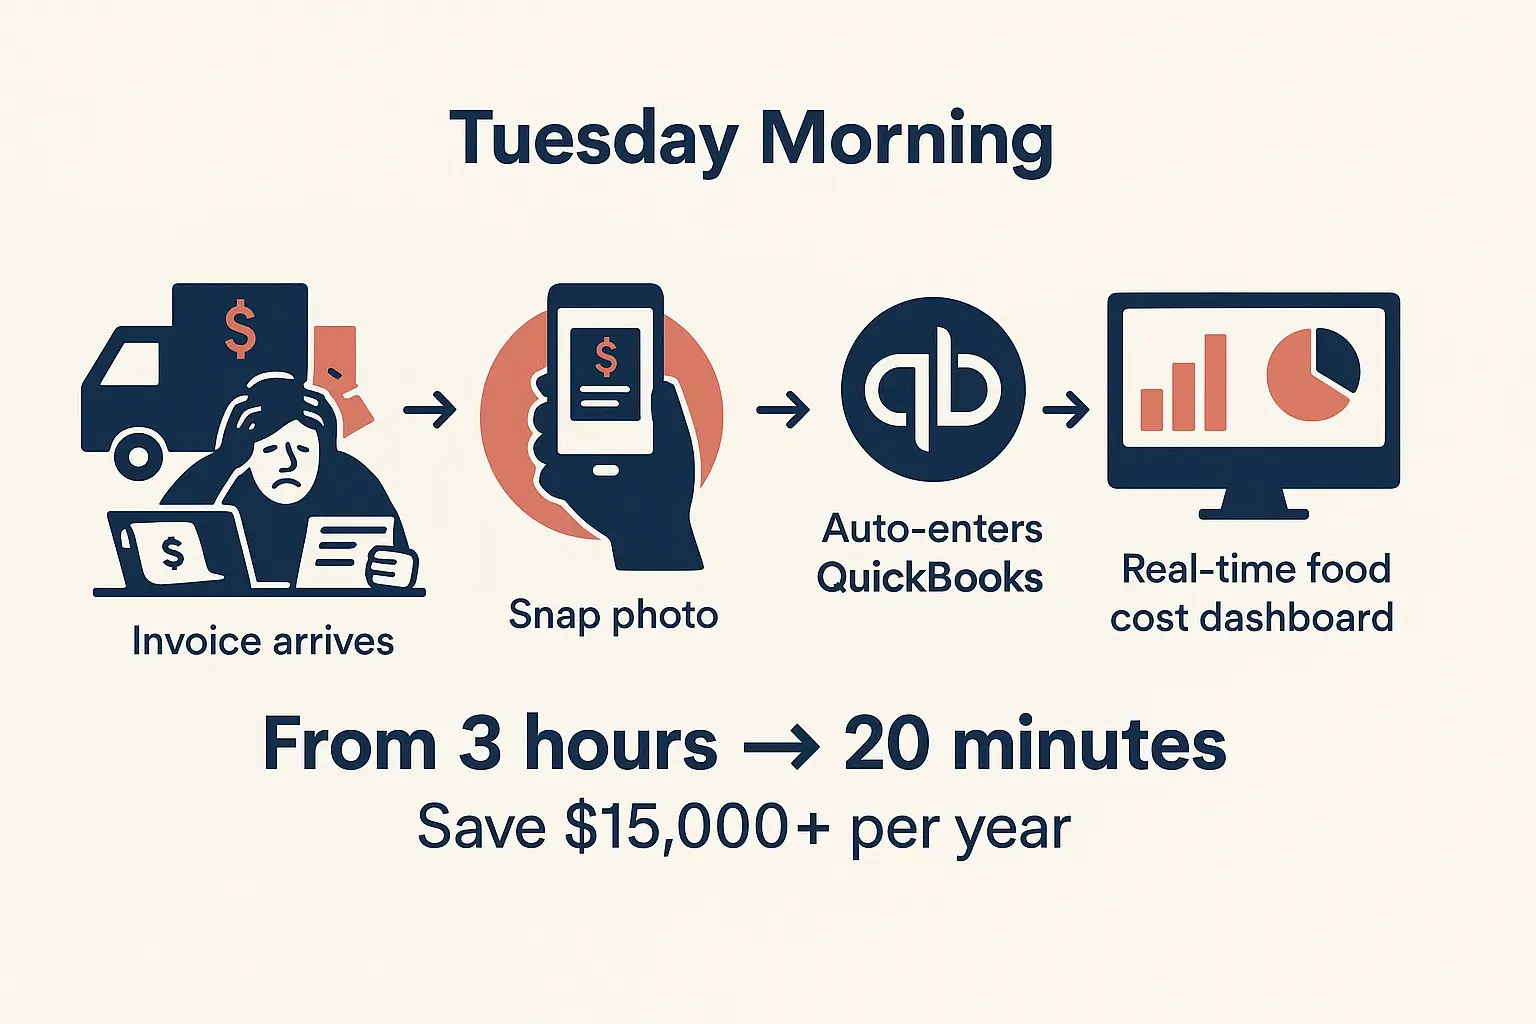 Tuesday Morning
$
$
$
qb
Invoice arrives
Snap photo
Auto-enters
QuickBooks
Real-time food
cost dashboard
From 3 hours → 20 minutes
Save $15,000+ per year